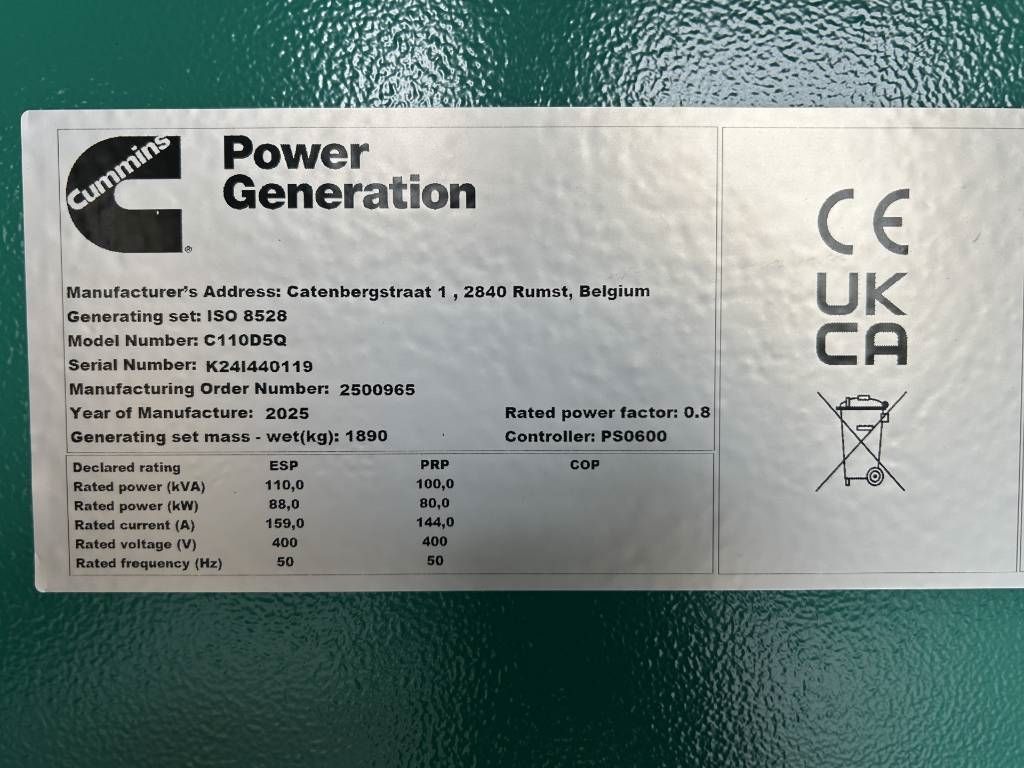 Cummins
Power
Generation
®
Manufacturer's Address: Catenbergstraat 1 , 2840 Rumst, Belgium
Generating set: ISO 8528
Model Number: C110D5Q
Serial Number: K24I440119
Manufacturing Order Number: 2500965
Year of Manufacture: 2025 Rated power factor: 0.8
Generating set mass - wet(kg): 1890 Controller: PS0600
Declared rating ESP PRP COP
Rated power (kVA) 110,0 100,0
Rated power (kW) 88,0 80,0
Rated current (A) 159,0 144,0
Rated voltage (V) 400 400
Rated frequency (Hz) 50 50
CE
UK
CA